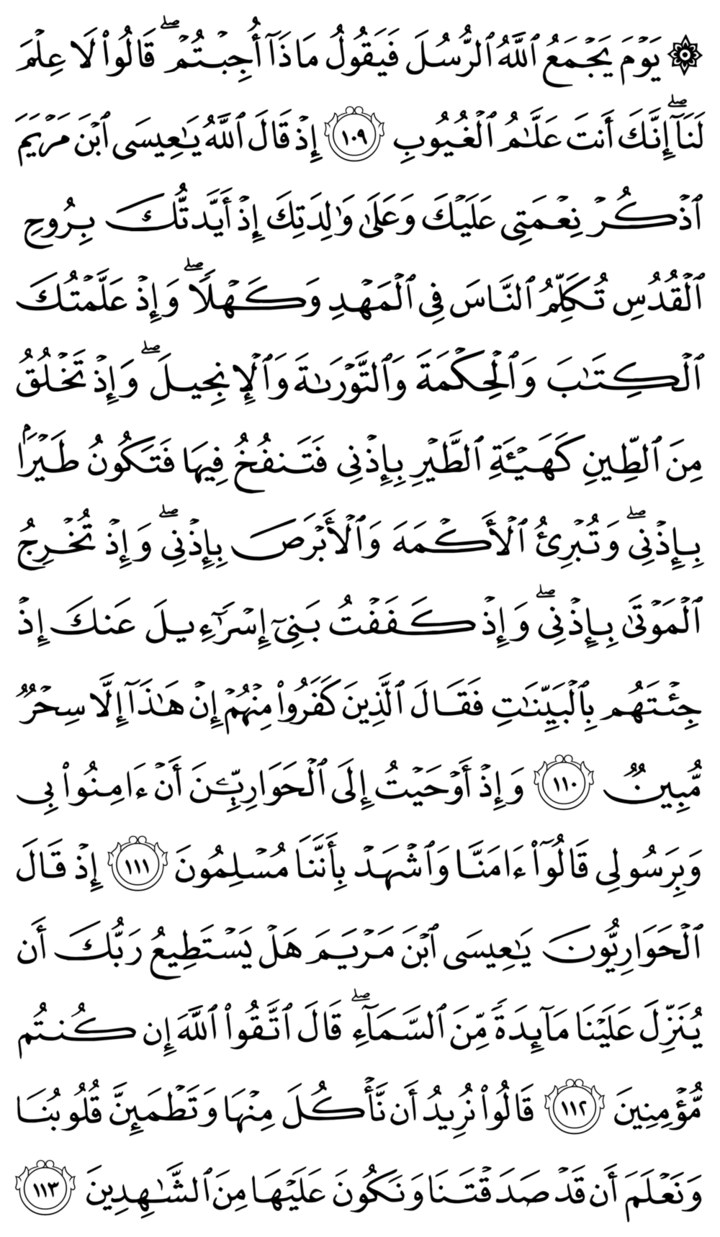 ۞ يَوْمَ يَجْمَعُ ٱللَّهُ ٱلرُّسُلَ فَيَقُولُ مَاذَآ أُجِبْتُمْ ۖ قَالُوا۟ لَا عِلْمَ
لَنَآ ۖ إِنَّكَ أَنتَ عَلَّٰمُ ٱلْغُيُوبِ ١٠٩ إِذْ قَالَ ٱللَّهُ يَٰعِيسَى ٱبْنَ مَرْيَمَ
ٱذْكُرْ نِعْمَتِى عَلَيْكَ وَعَلَىٰ وَٰلِدَتِكَ إِذْ أَيَّدتُّكَ بِرُوحِ
ٱلْقُدُسِ تُكَلِّمُ ٱلنَّاسَ فِى ٱلْمَهْدِ وَكَهْلًا ۖ وَإِذْ عَلَّمْتُكَ
ٱلْكِتَٰبَ وَٱلْحِكْمَةَ وَٱلتَّوْرَىٰةَ وَٱلْإِنجِيلَ ۖ وَإِذْ تَخْلُقُ
مِنَ ٱلطِّينِ كَهَيْـَٔةِ ٱلطَّيْرِ بِإِذْنِى فَتَنفُخُ فِيهَا فَتَكُونُ طَيْرًۢا
بِإِذْنِى ۖ وَتُبْرِئُ ٱلْأَكْمَهَ وَٱلْأَبْرَصَ بِإِذْنِى ۖ وَإِذْ تُخْرِجُ
ٱلْمَوْتَىٰ بِإِذْنِى ۖ وَإِذْ كَفَفْتُ بَنِىٓ إِسْرَٰٓءِيلَ عَنكَ إِذْ
جِئْتَهُم بِٱلْبَيِّنَٰتِ فَقَالَ ٱلَّذِينَ كَفَرُوا۟ مِنْهُمْ إِنْ هَٰذَآ إِلَّا سِحْرٌ
مُّبِينٌ ١١٠ وَإِذْ أَوْحَيْتُ إِلَى ٱلْحَوَارِيِّـۧنَ أَنْ ءَامِنُوا۟ بِى
وَبِرَسُولِى قَالُوٓا۟ ءَامَنَّا وَٱشْهَدْ بِأَنَّنَا مُسْلِمُونَ ١١١ إِذْ قَالَ
ٱلْحَوَارِيُّونَ يَٰعِيسَى ٱبْنَ مَرْيَمَ هَلْ يَسْتَطِيعُ رَبُّكَ أَن
يُنَزِّلَ عَلَيْنَا مَآئِدَةً مِّنَ ٱلسَّمَآءِ ۖ قَالَ ٱتَّقُوا۟ ٱللَّهَ إِن كُنتُم
مُّؤْمِنِينَ ١١٢ قَالُوا۟ نُرِيدُ أَن نَّأْكُلَ مِنْهَا وَتَطْمَئِنَّ قُلُوبُنَا
وَنَعْلَمَ أَن قَدْ صَدَقْتَنَا وَنَكُونَ عَلَيْهَا مِنَ ٱلشَّٰهِدِينَ ١١٣